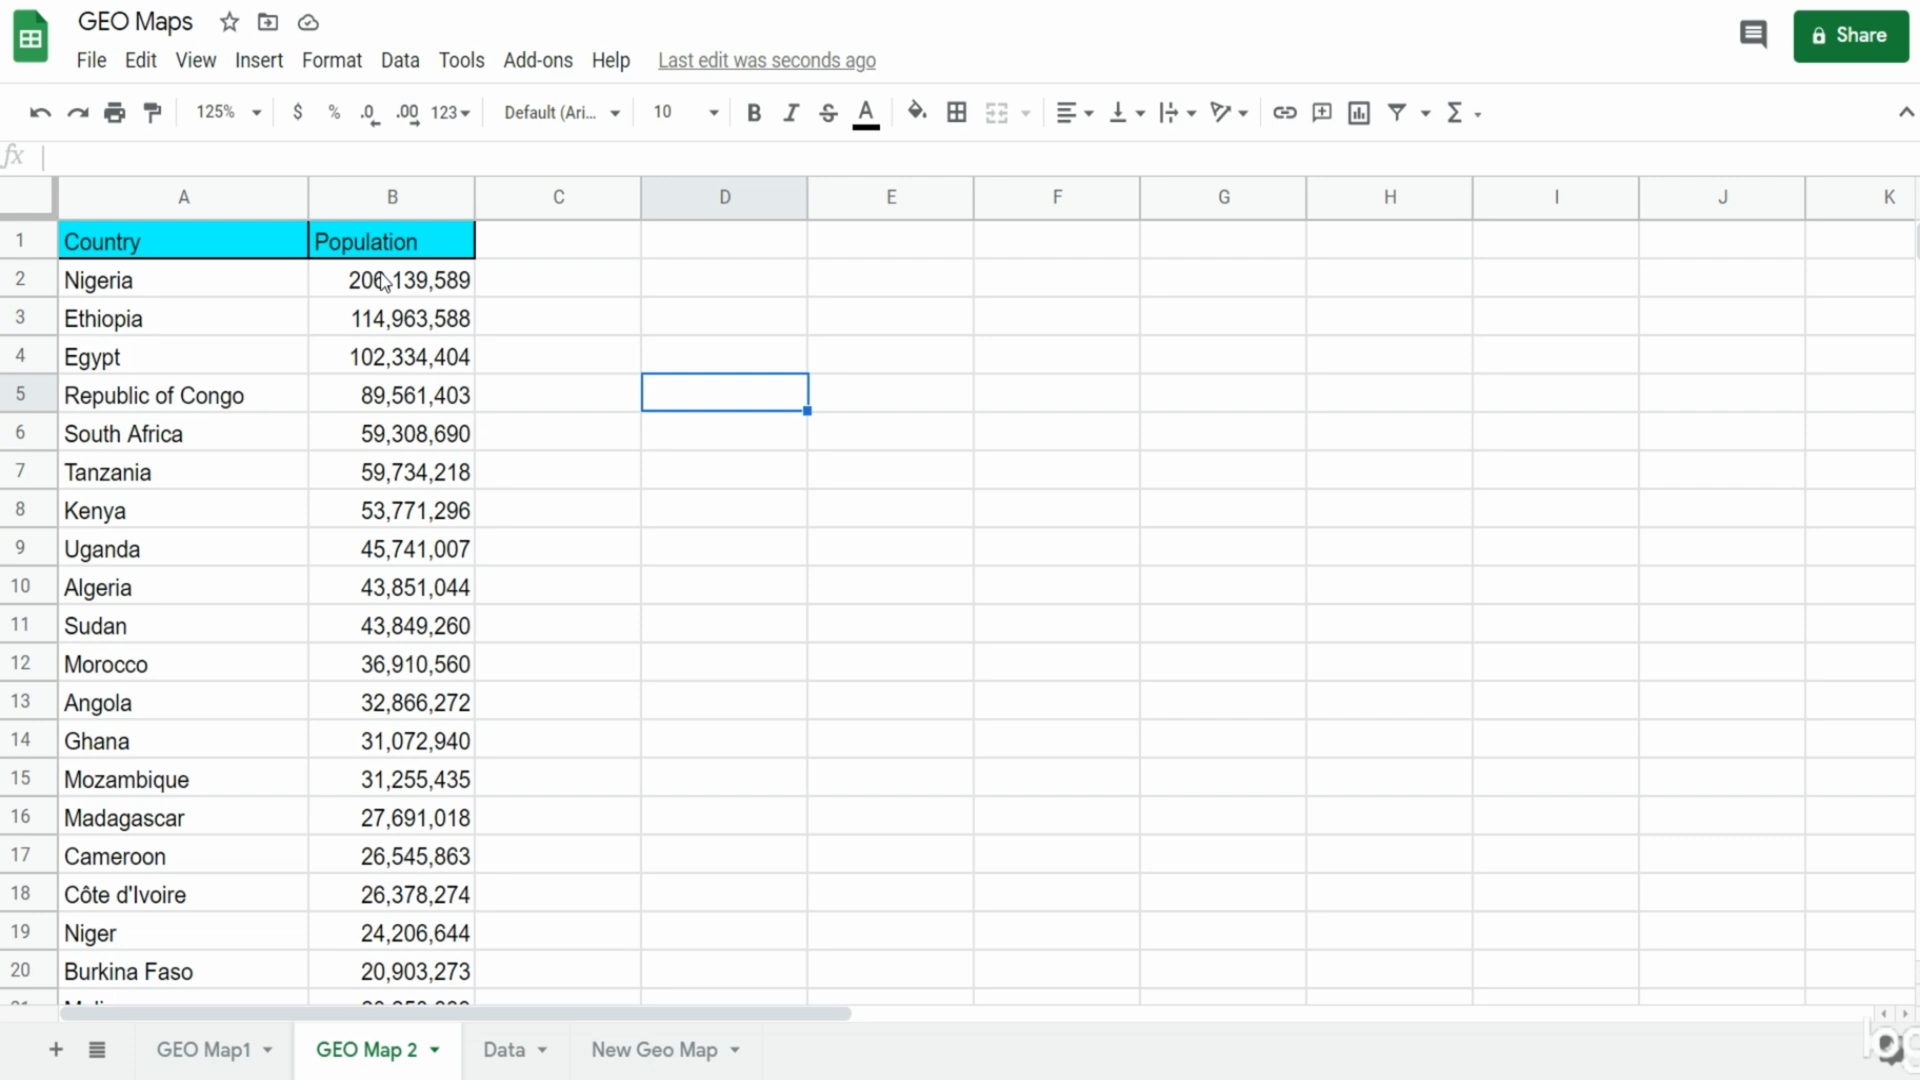 GEO Maps
File Edit View Insert Format Data Tools Add-ons Help Last edit was seconds ago
Share
125% $ % .0 .00 123 Default (Ari... 10 B I S A
fx
A B C D E F G H I J K
1 Country Population
2 Nigeria 206,139,589
3 Ethiopia 114,963,588
4 Egypt 102,334,404
5 Republic of Congo 89,561,403
6 South Africa 59,308,690
7 Tanzania 59,734,218
8 Kenya 53,771,296
9 Uganda 45,741,007
10 Algeria 43,851,044
11 Sudan 43,849,260
12 Morocco 36,910,560
13 Angola 32,866,272
14 Ghana 31,072,940
15 Mozambique 31,255,435
16 Madagascar 27,691,018
17 Cameroon 26,545,863
18 Côte d'Ivoire 26,378,274
19 Niger 24,206,644
20 Burkina Faso 20,903,273
GEO Map1 GEO Map 2 Data New Geo Map